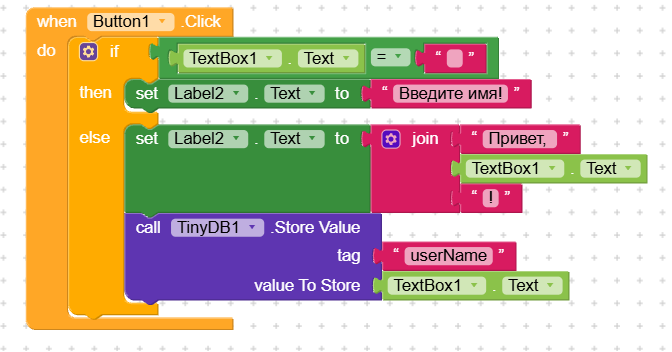 when Button1 .Click
do if TextBox1 . Text = “ ”
then set Label2 . Text to “ Введите имя! ”
else set Label2 . Text to join “ Привет, ”
TextBox1 . Text
“ ! ”
call TinyDB1 .Store Value
tag “ userName ”
value To Store TextBox1 . Text